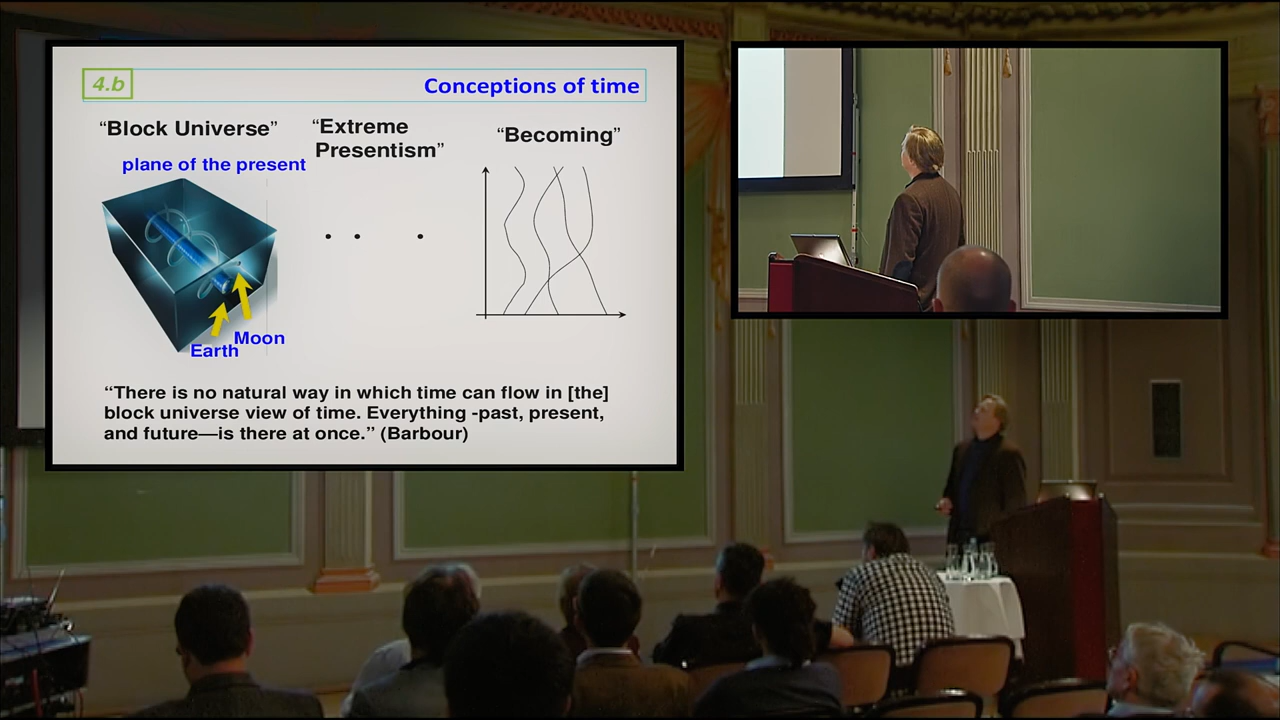 4.b
Conceptions of time
“Block Universe”
“Extreme
Presentism”
“Becoming”
plane of the present
Moon
Earth
“There is no natural way in which time can flow in [the]
block universe view of time. Everything -past, present,
and future—is there at once.” (Barbour)